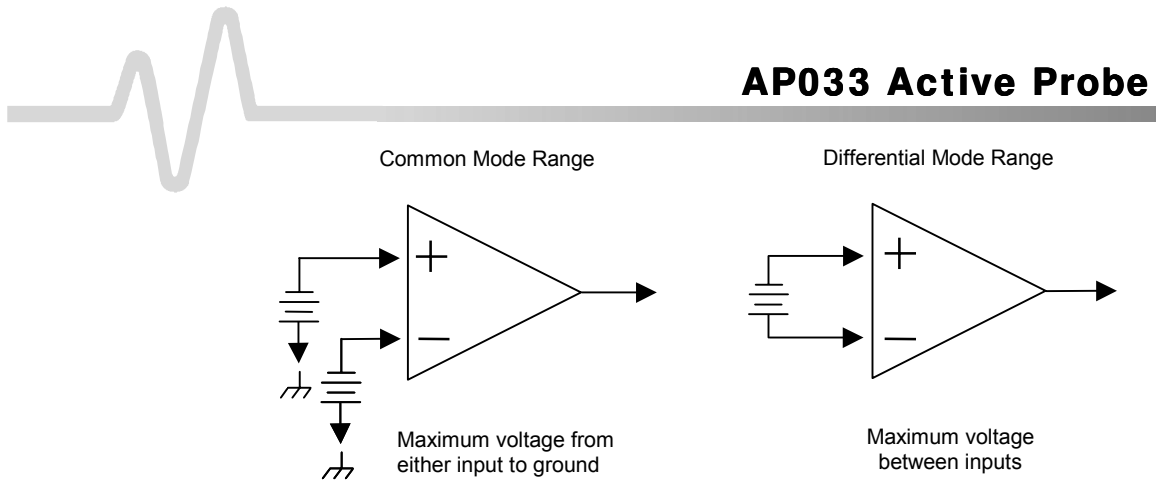 AP033 Active Probe
Common Mode Range
Differential Mode Range
+
—
+
—
Maximum voltage from
either input to ground
Maximum voltage
between inputs